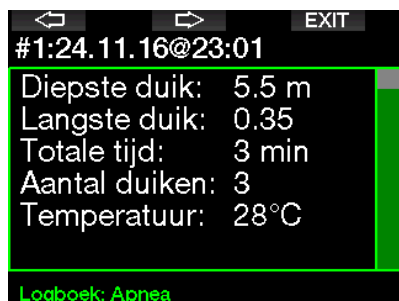 EXIT
#1:24.11.16@23:01
Diepste duik: 5.5 m
Langste duik: 0.35
Totale tijd: 3 min
Aantal duiken: 3
Temperatuur: 28°C
Logboek: Apnea